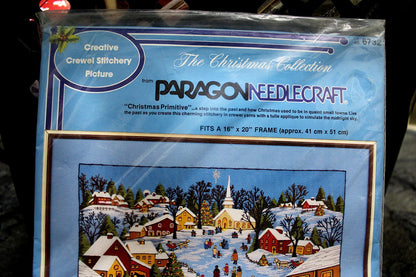 6732
Creative
Crewel Stitchery
Picture
The Christmas Collection
from PARAGON NEEDLECRAFT®
"Christmas Primitive"...a step into the past and how Christmas used to be in quaint small towns. Live
the past as you create this charming stitchery in crewel yarns with a tulle applique to simulate the midnight sky.
FITS A 16" x 20" FRAME (approx. 41 cm x 51 cm)